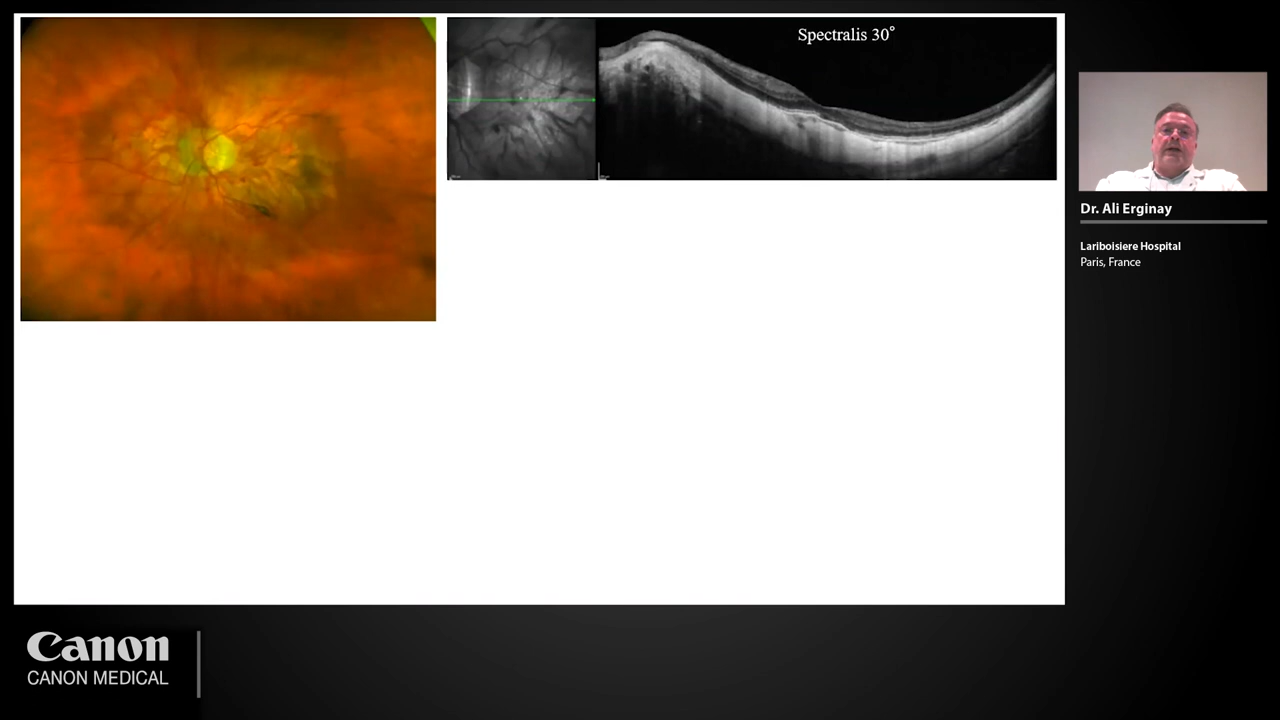 Spectralis 30°
Dr. Ali Erginay
Lariboisiere Hospital
Paris, France
Canon
CANON MEDICAL